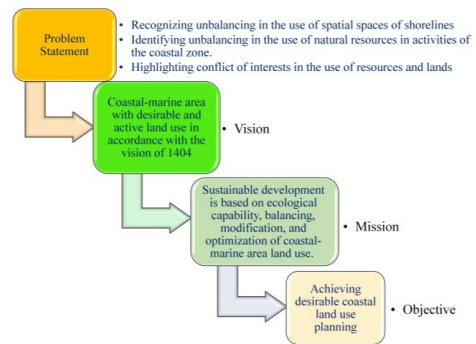 Problem
Statement
• Recognizing unbalancing in the use of spatial spaces of shorelines
• Identifying unbalancing in the use of natural resources in activities of
the coastal zone.
• Highlighting conflict of interests in the use of resources and lands
Coastal-marine area
with desirable and
active land use in
accordance with the
vision of 1404
• Vision
Sustainable development
is based on ecological
capability, balancing,
modification, and
optimization of coastal-
marine area land use.
• Mission
Achieving
desirable coastal
land use
planning
• Objective